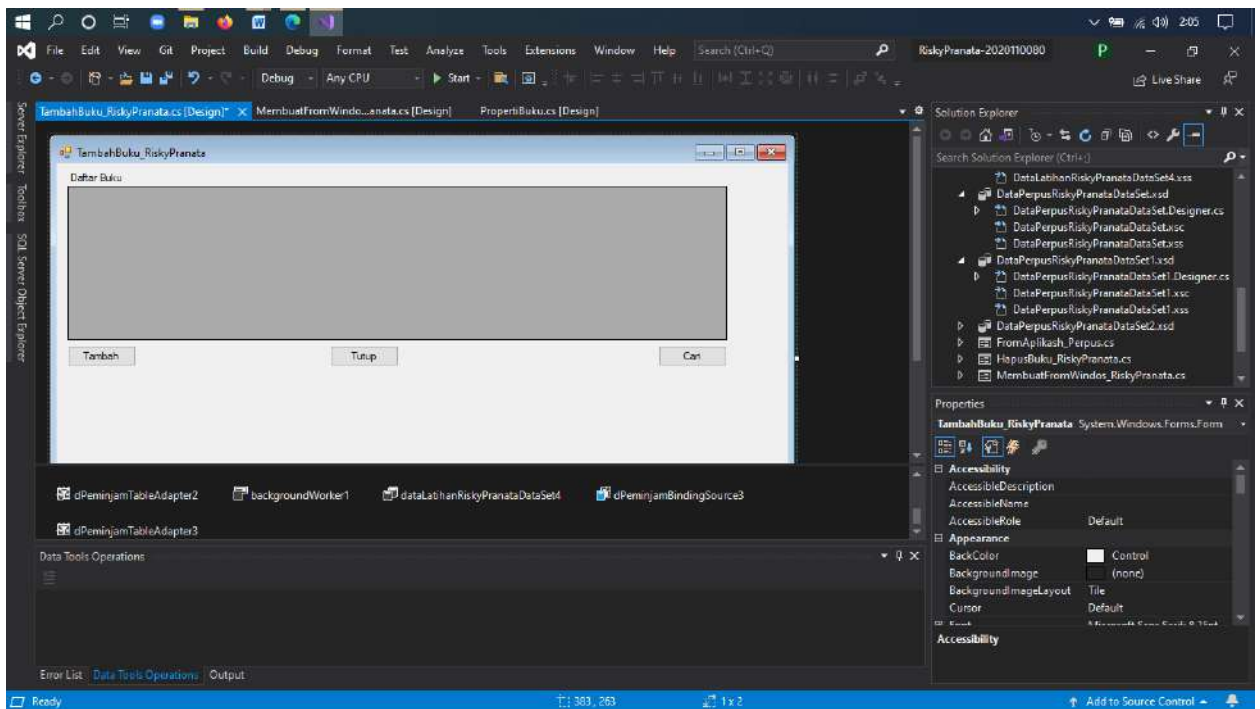 2:05
File Edit View Git Project Build Debug Format Test Analyze Tools Extensions Window Help Search (Ctrl+Q) RiskyPranata-2020110080 P
Debug Any CPU Start Live Share
Server Explorer Toolbox SQL Server Object Explorer
TambahBuku_RiskyPranata.cs [Design]* MembuatFromWindo...anata.cs [Design] PropertiBuku.cs [Design]
TambahBuku_RiskyPranata
Daftar Buku
Tambah Tutup Cari
dPeminjamTableAdapter2 backgroundWorker1 dataLatihanRiskyPranataDataSet4 dPeminjamBindingSource3
dPeminjamTableAdapter3
Data Tools Operations
Error List Data Tools Operations Output
Solution Explorer
Search Solution Explorer (Ctrl+;)
DataLatihanRiskyPranataDataSet4.xss
DataPerpusRiskyPranataDataSet.xsd
DataPerpusRiskyPranataDataSet.Designer.cs
DataPerpusRiskyPranataDataSet.xsc
DataPerpusRiskyPranataDataSet.xss
DataPerpusRiskyPranataDataSet1.xsd
DataPerpusRiskyPranataDataSet1.Designer.cs
DataPerpusRiskyPranataDataSet1.xsc
DataPerpusRiskyPranataDataSet1.xss
DataPerpusRiskyPranataDataSet2.xsd
FromAplikash_Perpus.cs
HapusBuku_RiskyPranata.cs
MembuatFromWindos_RiskyPranata.cs
Properties
TambahBuku_RiskyPranata System.Windows.Forms.Form
Accessibility
AccessibleDescription
AccessibleName
AccessibleRole Default
Appearance
BackColor Control
BackgroundImage (none)
BackgroundImageLayout Tile
Cursor Default
Accessibility
Ready 383, 263 1 x 2 Add to Source Control